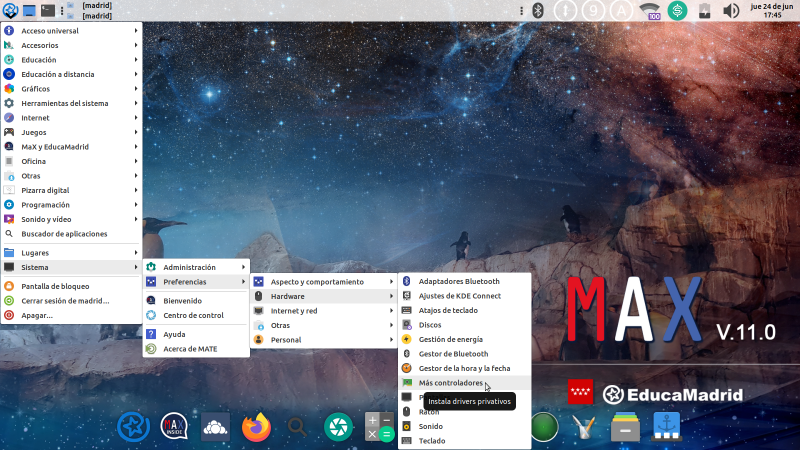 [madrid]
[madrid]
1
9
A
100
jue 24 de jun
17:45
Acceso universal
Accesorios
Educación
Educación a distancia
Gráficos
Herramientas del sistema
Internet
Juegos
MaX y EducaMadrid
Oficina
Otras
Pizarra digital
Programación
Sonido y vídeo
Buscador de aplicaciones
Lugares
Sistema
Pantalla de bloqueo
Cerrar sesión de madrid...
Apagar...
Administración
Preferencias
Bienvenido
Centro de control
Ayuda
Acerca de MATE
Aspecto y comportamiento
Hardware
Internet y red
Otras
Personal
Adaptadores Bluetooth
Ajustes de KDE Connect
Atajos de teclado
Discos
Gestión de energía
Gestor de Bluetooth
Gestor de la hora y la fecha
Más controladores
Instala drivers privativos
Ratón
Sonido
Teclado
MAX V.11.0
EducaMadrid
MAX
INSIDE